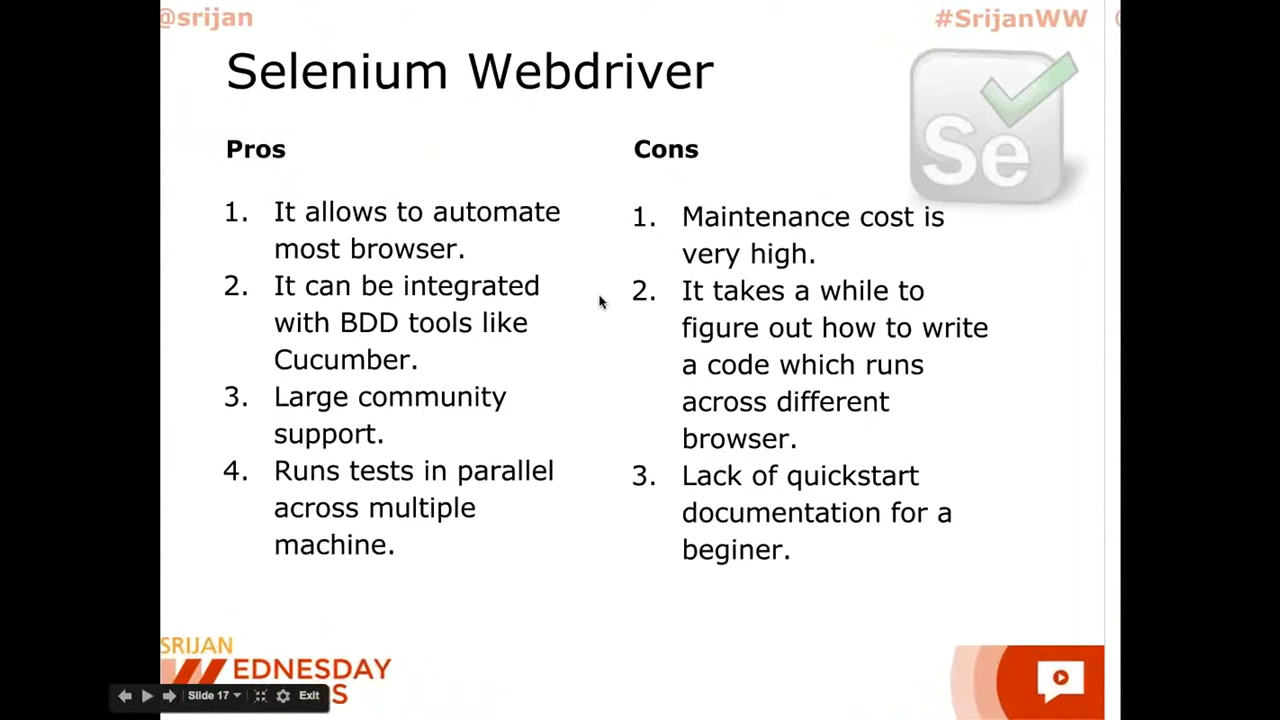 @srijan
#SrijanWW
Selenium Webdriver
Se
Pros
1. It allows to automate
most browser.
2. It can be integrated
with BDD tools like
Cucumber.
3. Large community
support.
4. Runs tests in parallel
across multiple
machine.
Cons
1. Maintenance cost is
very high.
2. It takes a while to
figure out how to write
a code which runs
across different
browser.
3. Lack of quickstart
documentation for a
beginer.
SRIJAN
WEDNESDAY
S
Slide 17
Exit